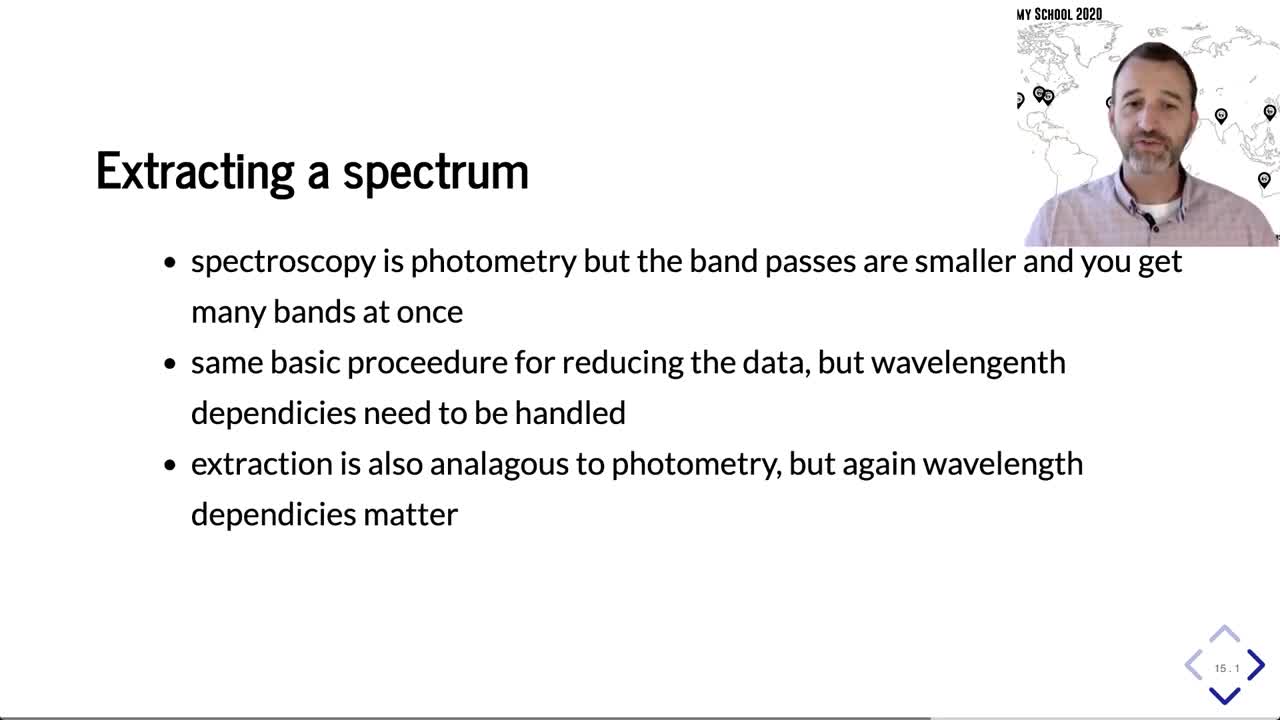 my School 2020
Extracting a spectrum
• spectroscopy is photometry but the band passes are smaller and you get
many bands at once
• same basic proceedure for reducing the data, but wavelengenth
dependicies need to be handled
• extraction is also analagous to photometry, but again wavelength
dependicies matter
15.1